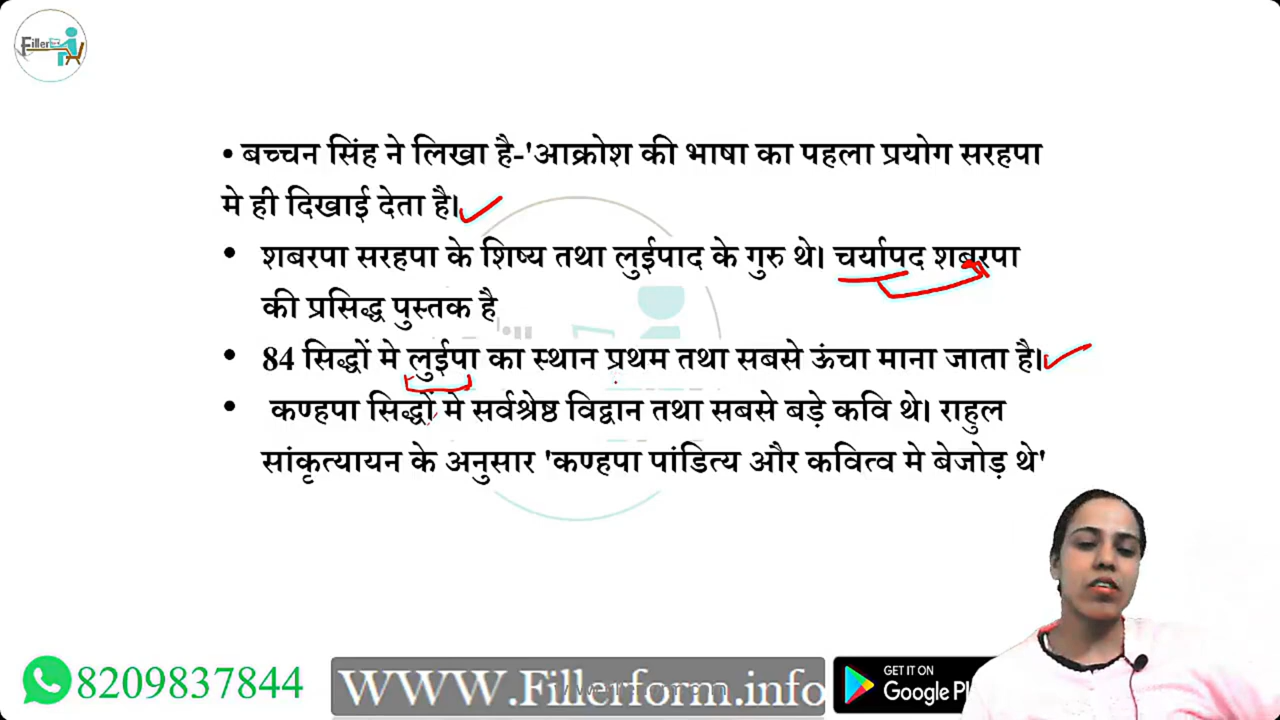 Filler
• बच्चन सिंह ने लिखा है-'आक्रोश की भाषा का पहला प्रयोग सरहपा
मे ही दिखाई देता है।
• शबरपा सरहपा के शिष्य तथा लुईपाद के गुरु थे। चर्यापद शबरपा
की प्रसिद्ध पुस्तक है
• 84 सिद्धों मे लुईपा का स्थान प्रथम तथा सबसे ऊंचा माना जाता है।
• कण्हपा सिद्धों मे सर्वश्रेष्ठ विद्वान तथा सबसे बड़े कवि थे। राहुल
सांकृत्यायन के अनुसार 'कण्हपा पांडित्य और कवित्व मे बेजोड़ थे'
8209837844
WWW.Fillerform.info
GET IT ON
Google Pl